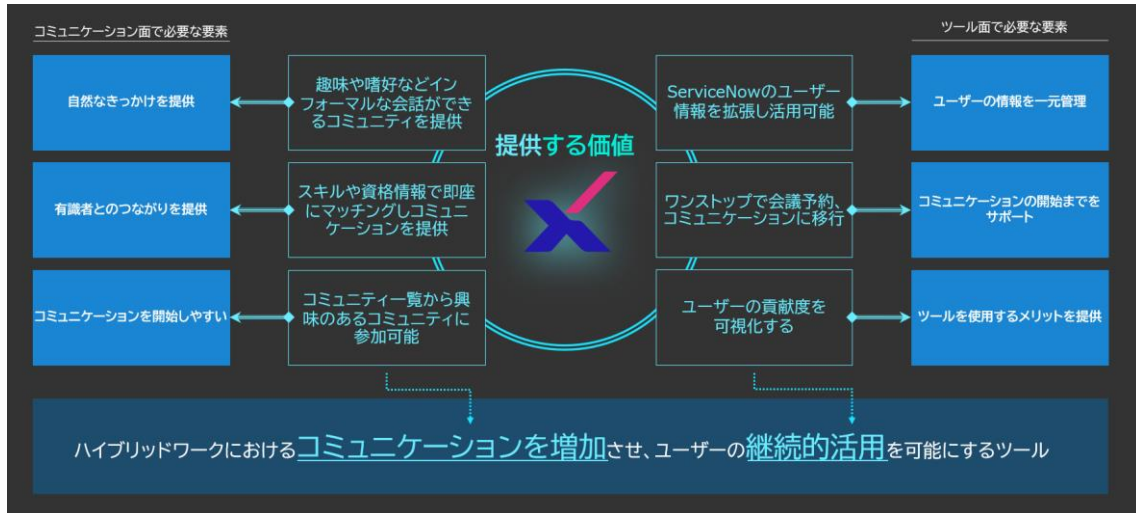 コミュニケーション面で必要な要素
ツール面で必要な要素
自然なきっかけを提供
趣味や嗜好などイン
フォーマルな会話ができ
るコミュニティを提供
提供する価値
ServiceNowのユーザー
情報を拡張し活用可能
ユーザーの情報を一元管理
有識者とのつながりを提供
スキルや資格情報で即座
にマッチングしコミュニ
ケーションを提供
ワンストップで会議予約、
コミュニケーションに移行
コミュニケーションの開始までを
サポート
コミュニケーションを開始しやすい
コミュニティ一覧から興
味のあるコミュニティに
参加可能
ユーザーの貢献度を
可視化する
ツールを使用するメリットを提供
ハイブリッドワークにおけるコミュニケーションを増加させ、ユーザーの継続的活用を可能にするツール